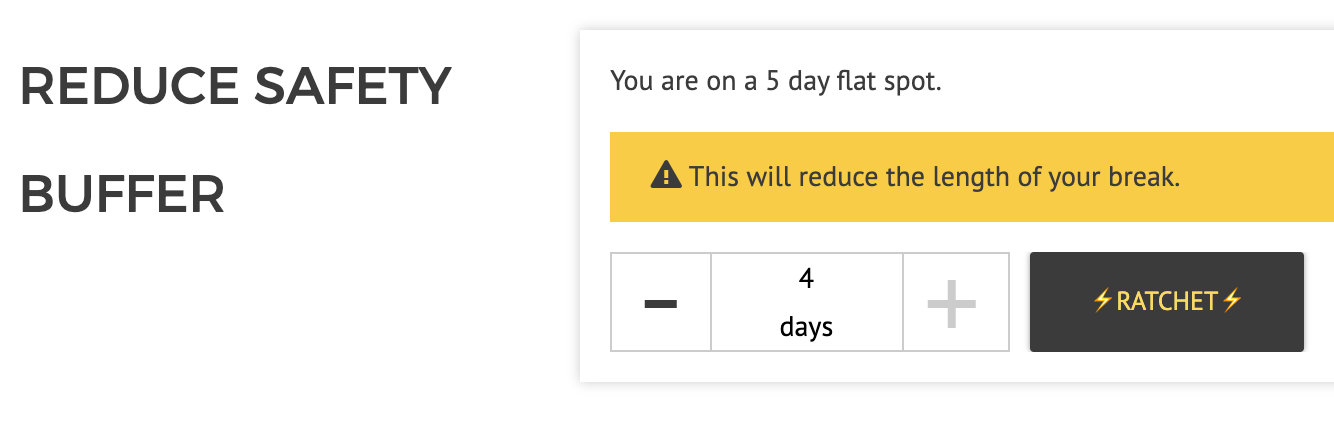 REDUCE SAFETY
BUFFER
You are on a 5 day flat spot.
This will reduce the length of your break.
4
days
⚡RATCHET⚡